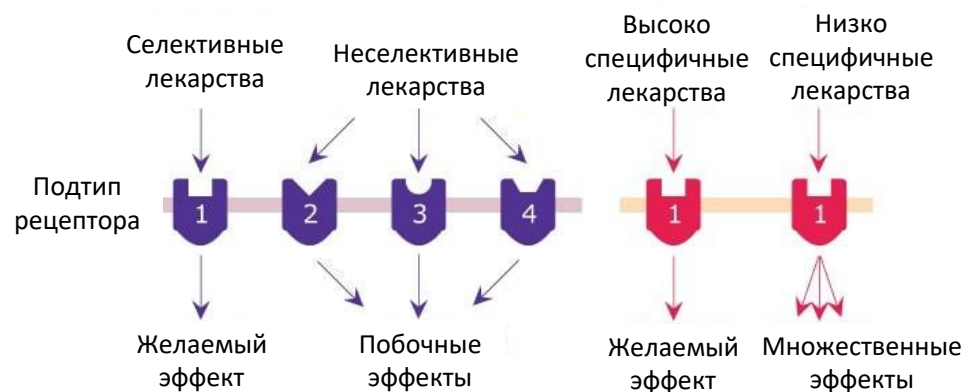 Селективные
лекарства
Неселективные
лекарства
Высоко
специфичные
лекарства
Низко
специфичные
лекарства
Подтип
рецептора
1
2
3
4
1
1
Желаемый
эффект
Побочные
эффекты
Желаемый
эффект
Множественные
эффекты